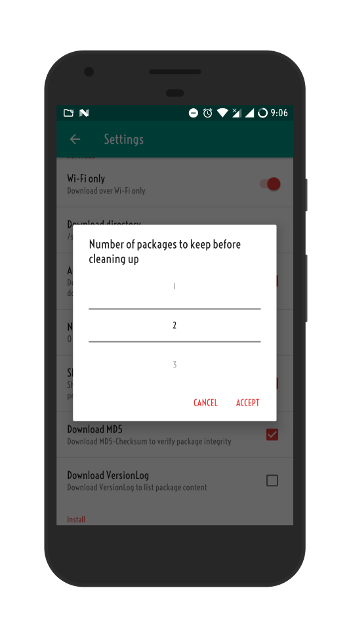 9:06
Settings
Wi-Fi only
Download over Wi-Fi only
Download directory
Number of packages to keep before
cleaning up
1
2
3
CANCEL ACCEPT
Download MD5
Download MD5-Checksum to verify package integrity
Download VersionLog
Download VersionLog to list package content
Install